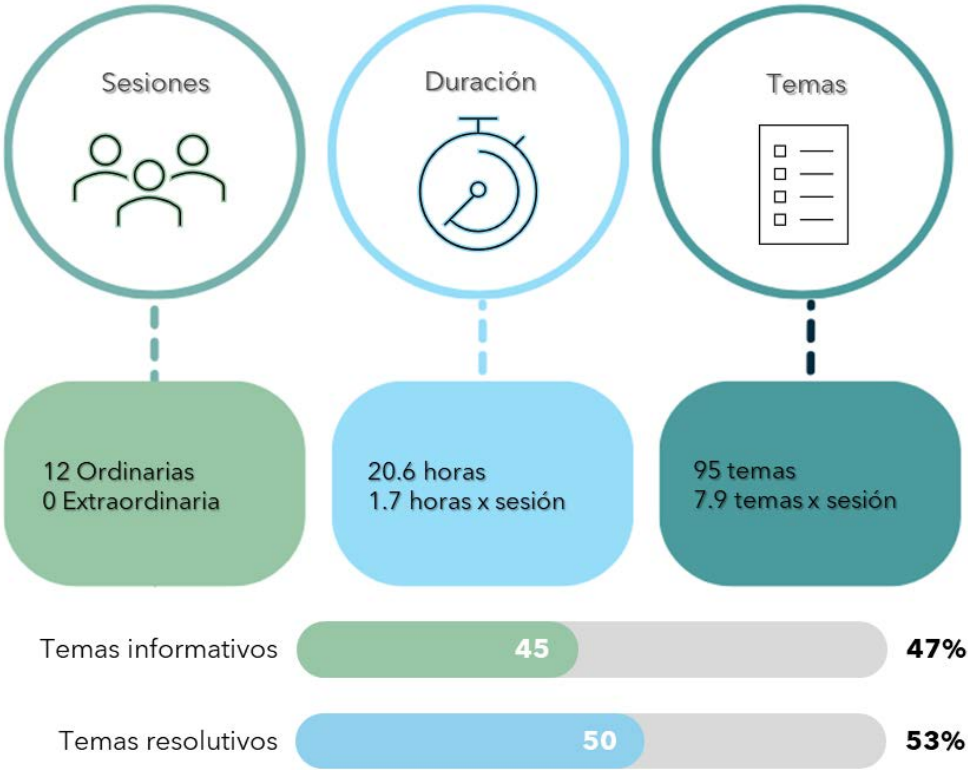 Sesiones
Duración
Temas
12 Ordinarias
0 Extraordinaria
20.6 horas
1.7 horas x sesión
95 temas
7.9 temas x sesión
Temas informativos 45 47%
Temas resolutivos 50 53%